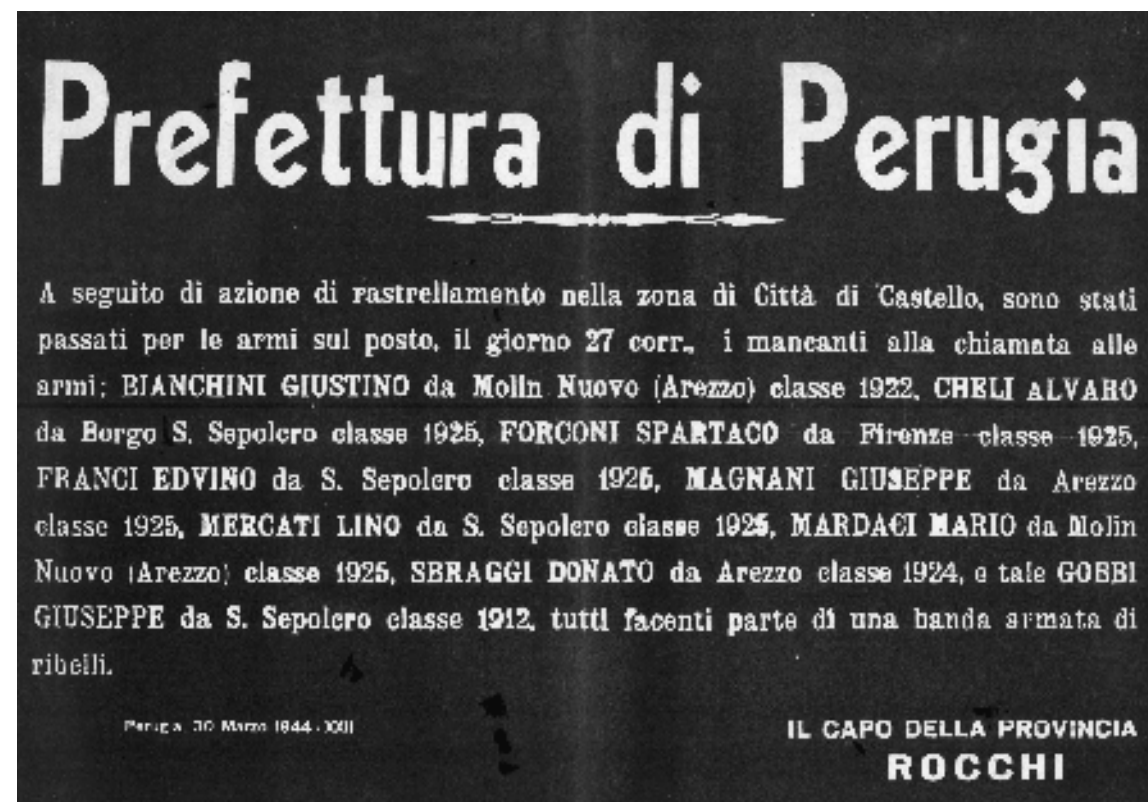 Prefettura di Perugia
A seguito di azione di rastrellamento nella zona di Città di Castello, sono stati
passati per le armi sul posto, il giorno 27 corr., i mancanti alla chiamata alle
armi: BIANCHINI GIUSTINO da Molin Nuovo (Arezzo) classe 1922, CHELI ALVARO
da Borgo S. Sepolcro classe 1925, FORCONI SPARTACO da Firenze classe 1925,
FRANCI EDVINO da S. Sepolcro classe 1925, MAGNANI GIUSEPPE da Arezzo
classe 1925, MERCATI LINO da S. Sepolcro classe 1925, MARDACI MARIO da Molin
Nuovo (Arezzo) classe 1925, SBRAGGI DONATO da Arezzo classe 1924, e tale GOBBI
GIUSEPPE da S. Sepolcro classe 1912, tutti facenti parte di una banda armata di
ribelli.
Perugia 30 Marzo 1944 - XXII
IL CAPO DELLA PROVINCIA
ROCCHI